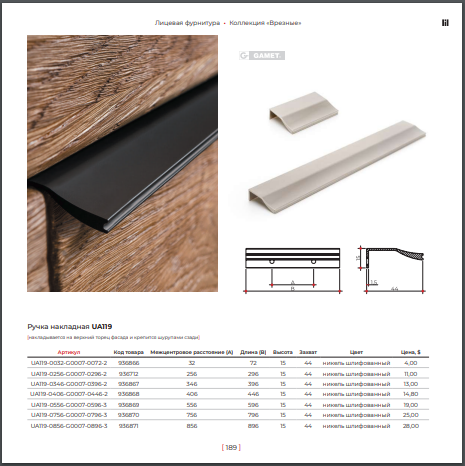 Лицевая фурнитура • Коллекция «Врезные»
GAMET
15
A
B
1.5
44
Ручка накладная UA119
(накладывается на верхний торец фасада и крепится шурупами сзади)
Артикул Код товара Межцентровое расстояние (А) Длина (В) Высота Захват Цвет Цена, $
UA119-0032-G0007-0072-2 936866 32 72 15 44 никель шлифованный 4,00
UA119-0256-G0007-0296-2 936712 256 296 15 44 никель шлифованный 11,00
UA119-0346-G0007-0396-2 936867 346 396 15 44 никель шлифованный 13,00
UA119-0406-G0007-0446-2 936868 406 446 15 44 никель шлифованный 14,80
UA119-0556-G0007-0596-3 936869 556 596 15 44 никель шлифованный 19,00
UA119-0756-G0007-0796-3 936870 756 796 15 44 никель шлифованный 25,00
UA119-0856-G0007-0896-3 936871 856 896 15 44 никель шлифованный 28,00
[ 189 ]